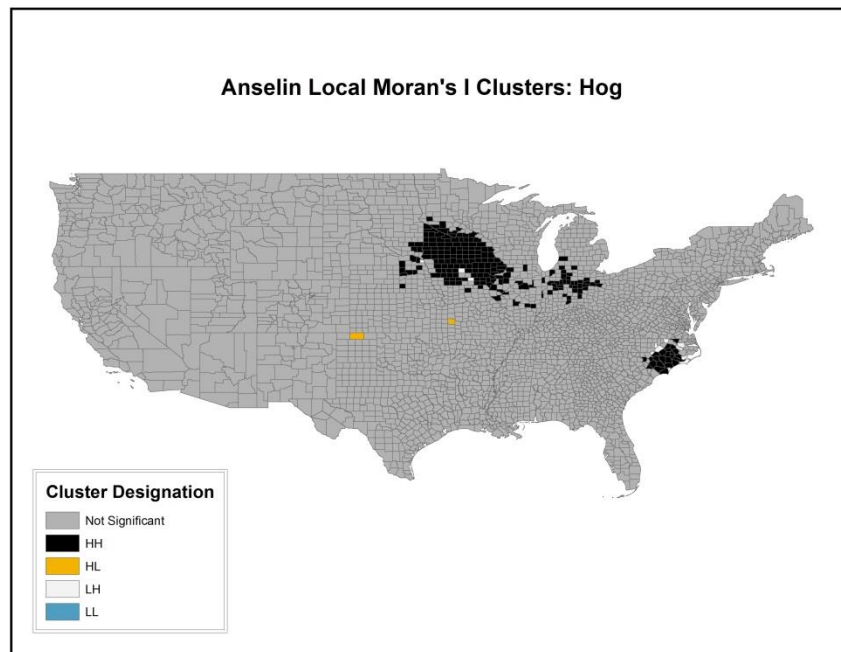 Anselin Local Moran's I Clusters: Hog
Cluster Designation
Not Significant
HH
HL
LH
LL